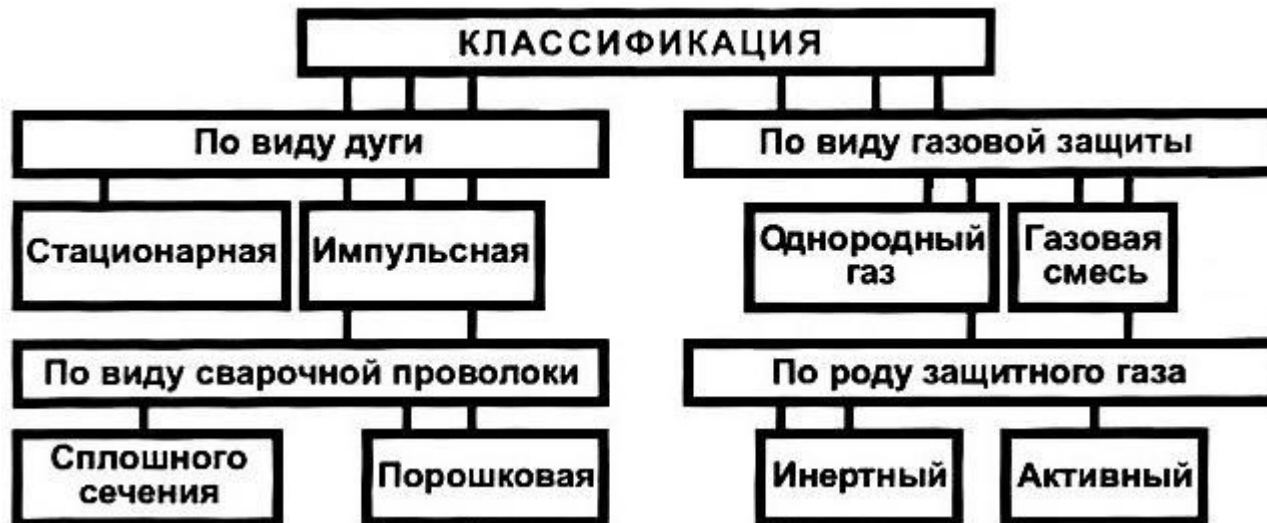 КЛАССИФИКАЦИЯ
По виду дуги
По виду газовой защиты
Стационарная
Импульсная
Однородный
газ
Газовая
смесь
По виду сварочной проволоки
По роду защитного газа
Сплошного
сечения
Порошковая
Инертный
Активный